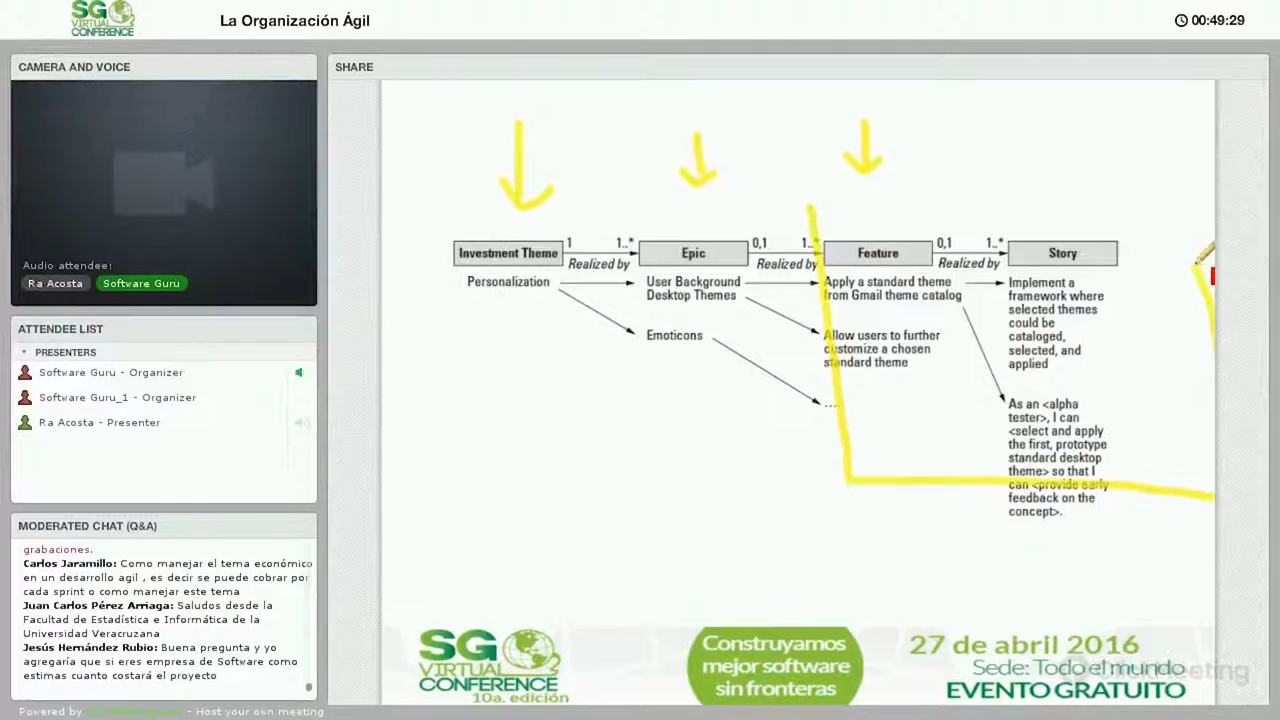 SG
VIRTUAL
CONFERENCE
La Organización Ágil
00:49:29
CAMERA AND VOICE
Audio attendee:
Ra Acosta
Software Guru
ATTENDEE LIST
PRESENTERS
Software Guru - Organizer
Software Guru_1 - Organizer
Ra Acosta - Presenter
MODERATED CHAT (Q&A)
grabaciones.
Carlos Jaramillo: Como manejar el tema económico
en un desarrollo agil , es decir se puede cobrar por
cada sprint o como manejar este tema
Juan Carlos Pérez Arriaga: Saludos desde la
Facultad de Estadística e Informática de la
Universidad Veracruzana
Jesús Hernández Rubio: Buena pregunta y yo
agregaría que si eres empresa de Software como
estimas cuanto costará el proyecto
Powered by
- Host your own meeting
SHARE
Investment Theme
1
1..*
Realized by
Epic
0,1
1..*
Realized by
Feature
0,1
1..*
Realized by
Story
Personalization
User Background
Desktop Themes
Emoticons
Apply a standard theme
from Gmail theme catalog
Allow users to further
customize a chosen
standard theme
....
Implement a
framework where
selected themes
could be
cataloged,
selected, and
applied
As an <alpha
tester>, I can
<select and apply
the first, prototype
standard desktop
theme> so that I
can <provide early
feedback on the
concept>.
SG
VIRTUAL
CONFERENCE
10a. edición
Construyamos
mejor software
sin fronteras
27 de abril 2016
Sede: Todo el mundo
EVENTO GRATUITO